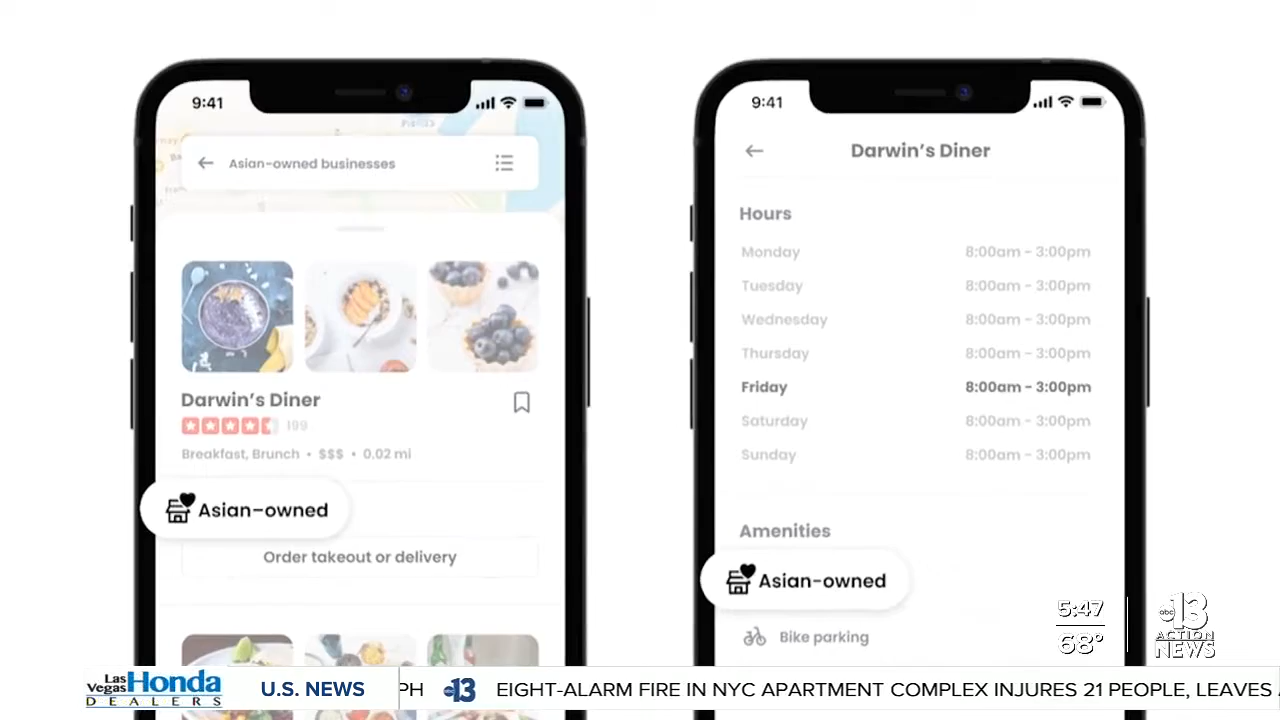 9:41
Asian-owned businesses
Darwin's Diner
199
Breakfast, Brunch • $$$ • 0.02 mi
Asian-owned
Order takeout or delivery
9:41
Darwin's Diner
Hours
Monday 8:00am - 3:00pm
Tuesday 8:00am - 3:00pm
Wednesday 8:00am - 3:00pm
Thursday 8:00am - 3:00pm
Friday 8:00am - 3:00pm
Saturday 8:00am - 3:00pm
Sunday 8:00am - 3:00pm
Amenities
Asian-owned
Bike parking
5:47
68°
abc 13
ACTION
NEWS
Las Vegas Honda
DEALERS
U.S. NEWS
PH abc 13 EIGHT-ALARM FIRE IN NYC APARTMENT COMPLEX INJURES 21 PEOPLE, LEAVES